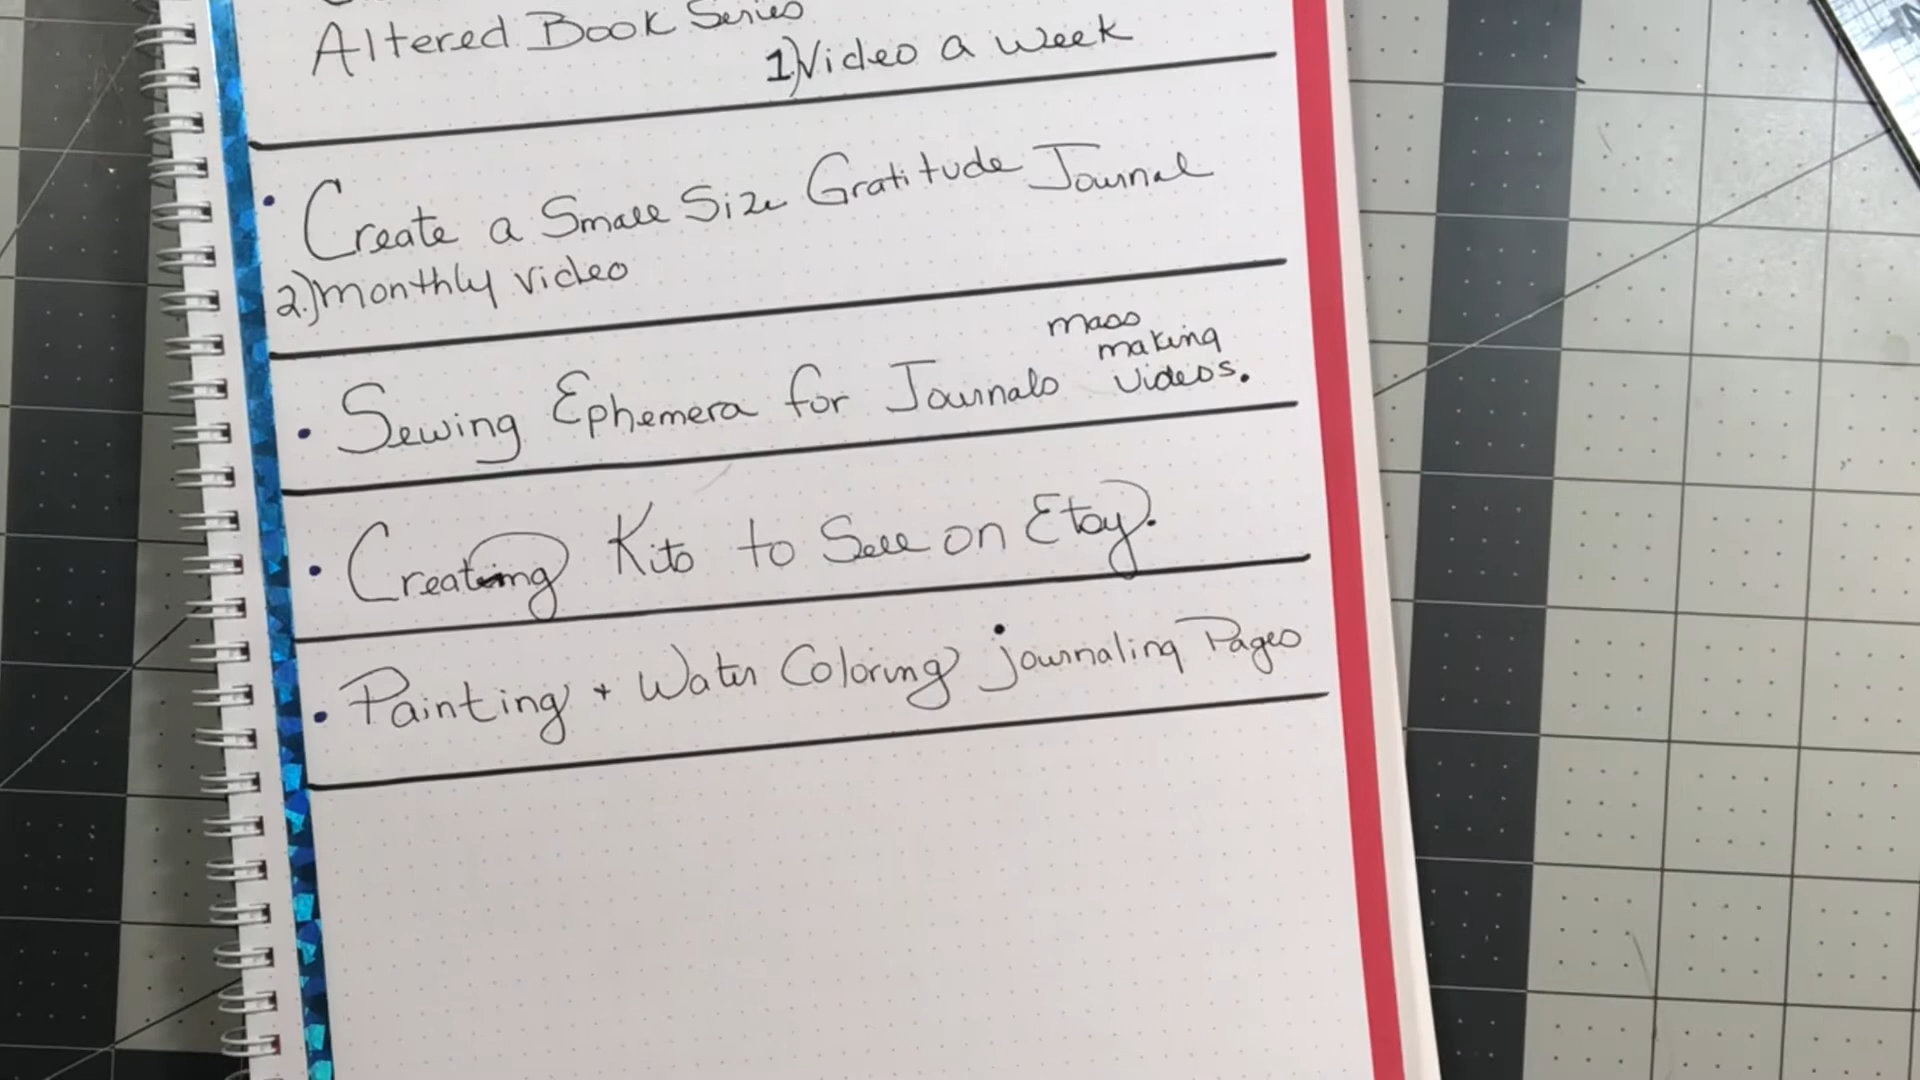 Altered Book Series
1.) Video a week
• Create a Small Size Gratitude Journal
2.) monthly video
• Sewing Ephemera for Journals mass making videos.
• Creating Kits to Sell on Etsy.
• Painting + Water Coloring journaling Pages